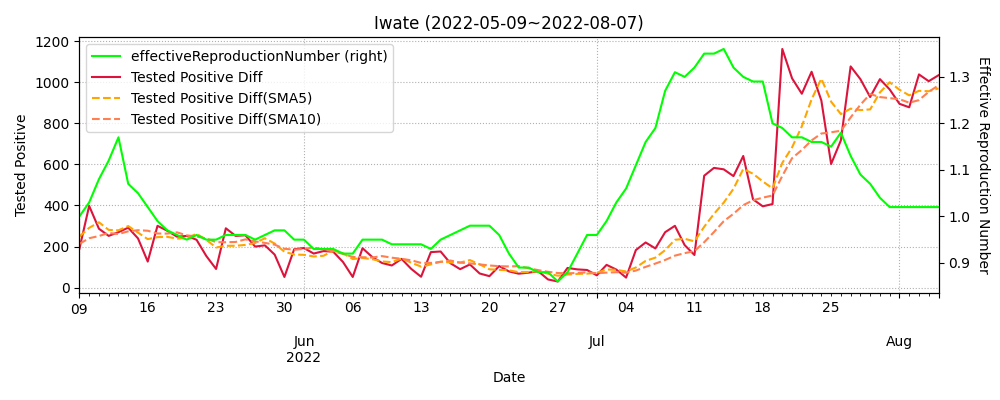 Iwate (2022-05-09~2022-08-07)
effectiveReproductionNumber (right)
Tested Positive Diff
Tested Positive Diff(SMA5)
Tested Positive Diff(SMA10)
1200
1000
800
600
400
200
0
Tested Positive
1.3
1.2
1.1
1.0
0.9
Effective Reproduction Number
09 16 23 30 06 13 20 27 04 11 18 25
Jun Jul Aug
2022
Date